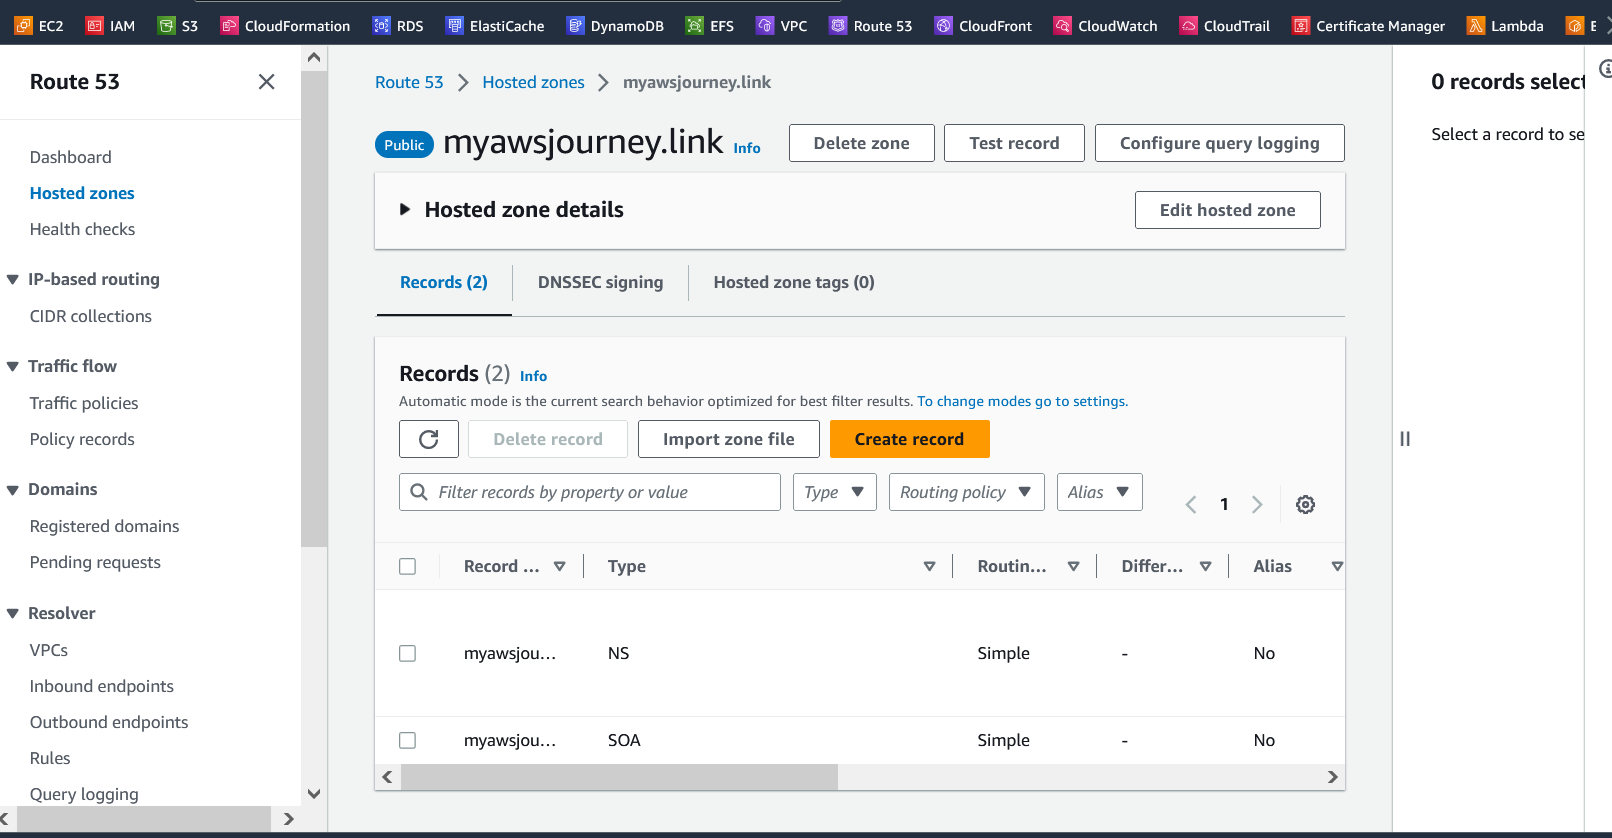 EC2 IAM S3 CloudFormation RDS ElastiCache DynamoDB EFS VPC Route 53 CloudFront CloudWatch CloudTrail Certificate Manager Lambda E
Route 53
Dashboard
Hosted zones
Health checks
IP-based routing
CIDR collections
Traffic flow
Traffic policies
Policy records
Domains
Registered domains
Pending requests
Resolver
VPCs
Inbound endpoints
Outbound endpoints
Rules
Query logging
Route 53 > Hosted zones > myawsjourney.link
Public myawsjourney.link Info Delete zone Test record Configure query logging
Hosted zone details Edit hosted zone
Records (2) DNSSEC signing Hosted zone tags (0)
Records (2) Info
Automatic mode is the current search behavior optimized for best filter results. To change modes go to settings.
Delete record Import zone file Create record
Filter records by property or value Type Routing policy Alias 1
Record ... Type Routin... Differ... Alias
myawsjou... NS Simple - No
myawsjou... SOA Simple - No
0 records select
Select a record to se